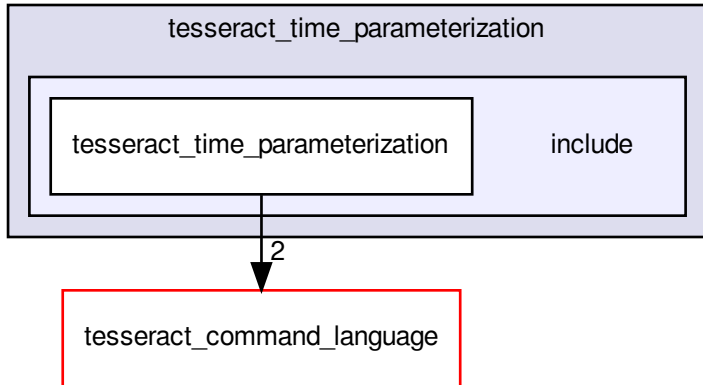 tesseract_time_parameterization
tesseract_time_parameterization
include
2
tesseract_command_language